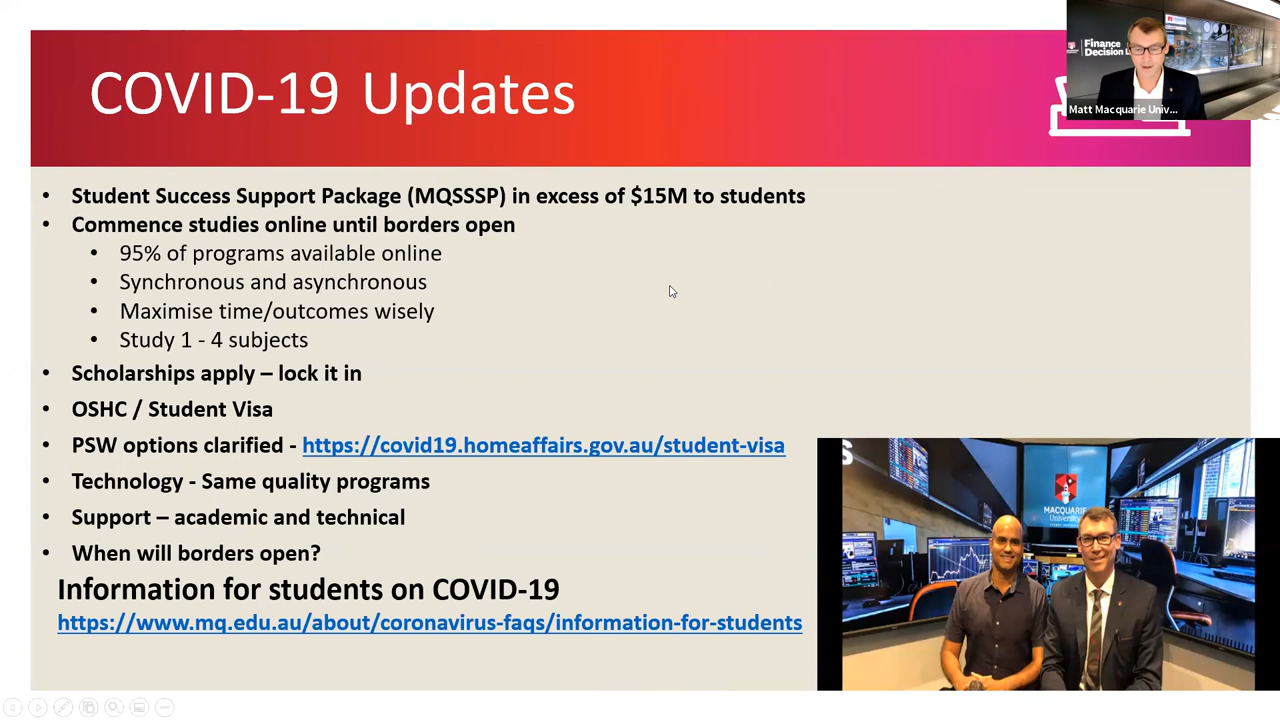 COVID-19 Updates
Finance
Decision L
Matt Macquarie Univ...
• Student Success Support Package (MQSSSP) in excess of $15M to students
• Commence studies online until borders open
• 95% of programs available online
• Synchronous and asynchronous
• Maximise time/outcomes wisely
• Study 1 - 4 subjects
• Scholarships apply – lock it in
• OSHC / Student Visa
• PSW options clarified - https://covid19.homeaffairs.gov.au/student-visa
• Technology - Same quality programs
• Support – academic and technical
• When will borders open?
Information for students on COVID-19
https://www.mq.edu.au/about/coronavirus-faqs/information-for-students
S
MACQUARIE
University